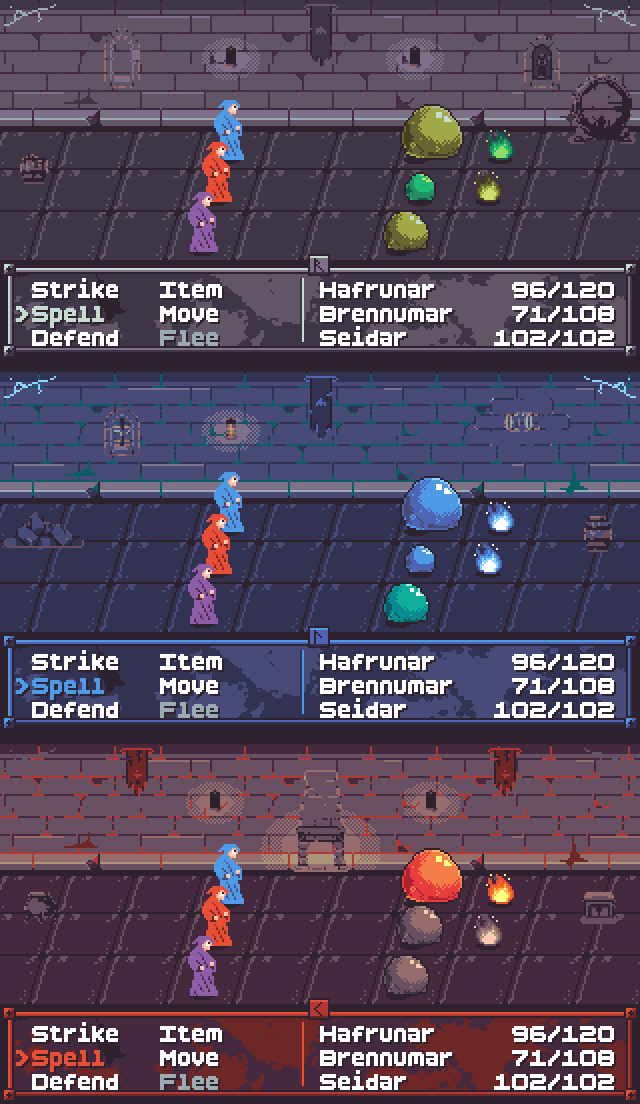 Strike Item Hafrunar 96/120
>Spell Move Brennumar 71/108
Defend Flee Seidar 102/102
Strike Item Hafrunar 96/120
>Spell Move Brennumar 71/108
Defend Flee Seidar 102/102
Strike Item Hafrunar 96/120
>Spell Move Brennumar 71/108
Defend Flee Seidar 102/102